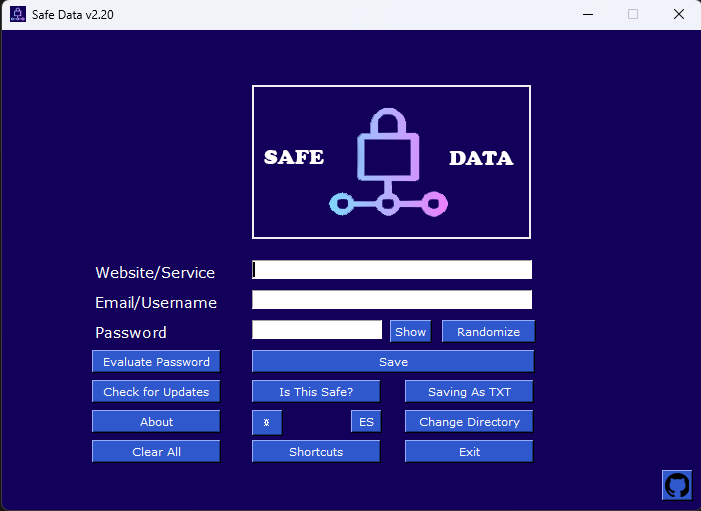 Safe Data v2.20
SAFE DATA
Website/Service
Email/Username
Password Show Randomize
Evaluate Password Save
Check for Updates Is This Safe? Saving As TXT
About ES Change Directory
Clear All Shortcuts Exit